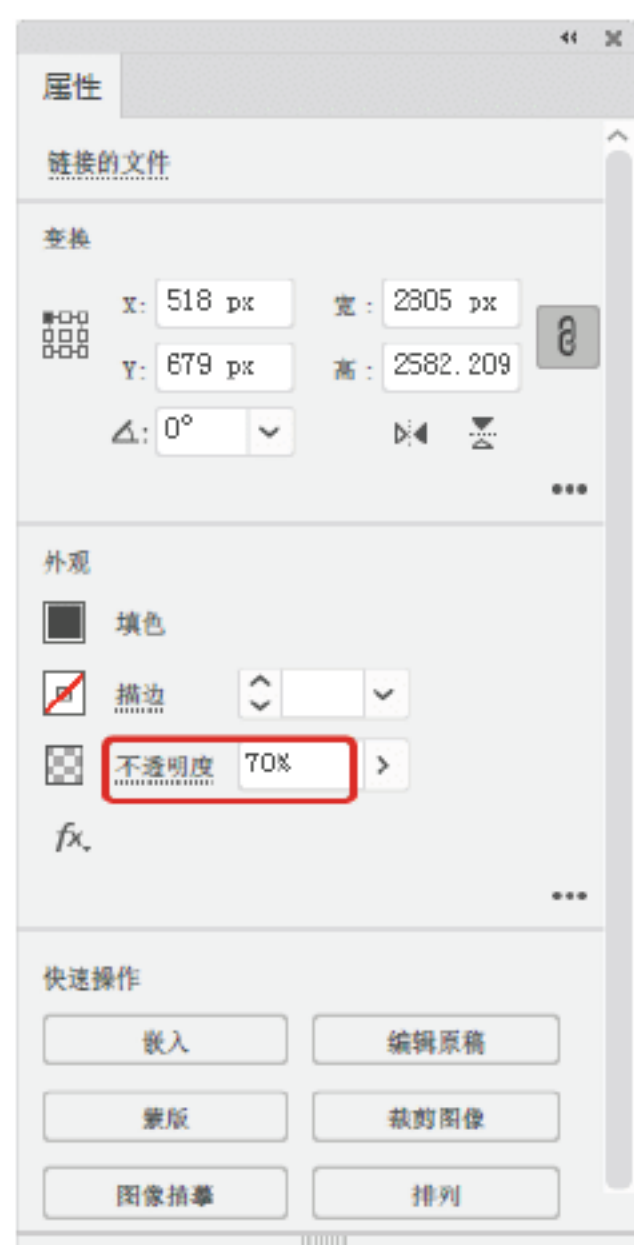 属性
链接的文件
变换
X: 518 px 宽: 2805 px
Y: 679 px 高: 2582.209
0°
外观
填色
描边
不透明度 70%
fx
快速操作
嵌入 编辑原稿
蒙版 裁剪图像
图像描摹 排列